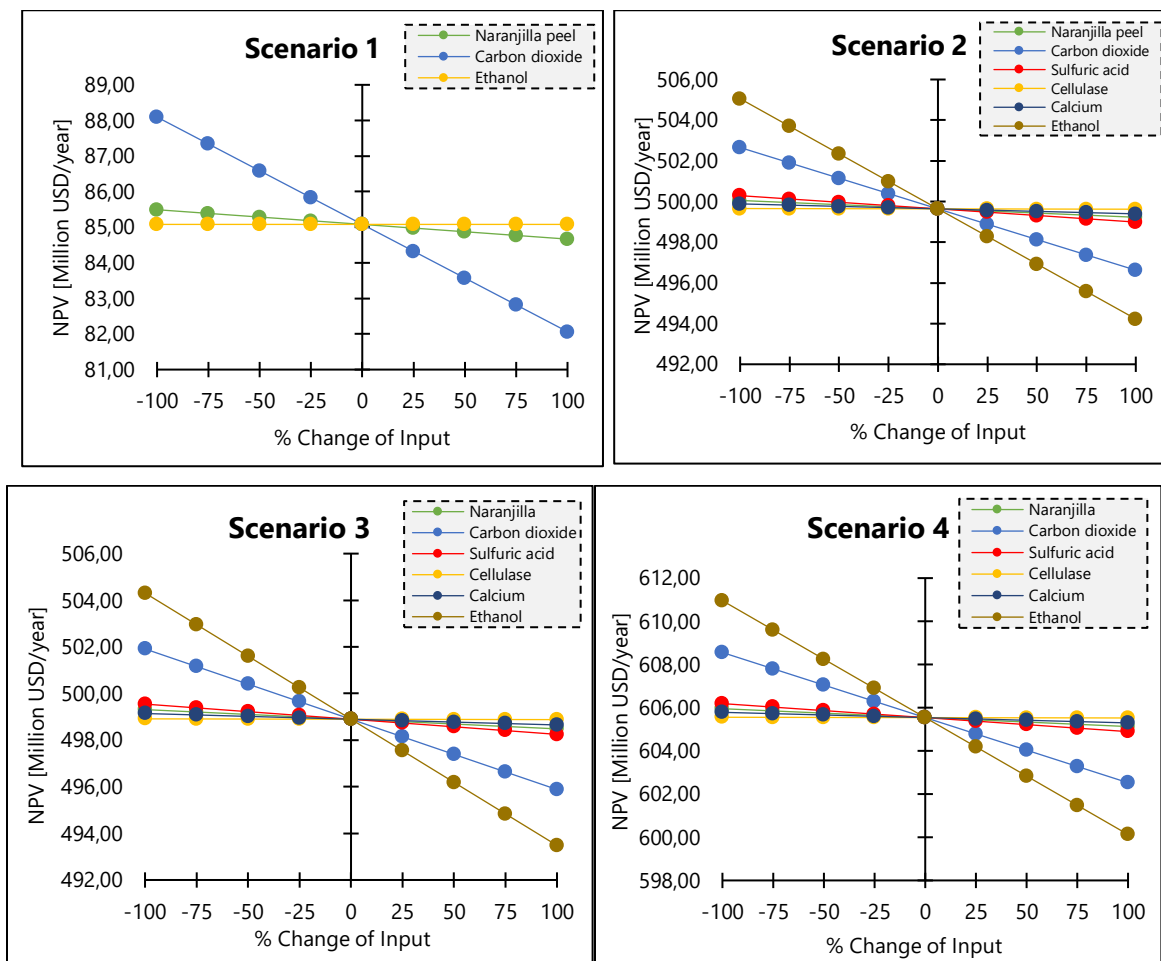 Scenario 1
Naranjilla peel
Carbon dioxide
Ethanol
NPV [Million USD/year]
89,00
88,00
87,00
86,00
85,00
84,00
83,00
82,00
81,00
-100 -75 -50 -25 0 25 50 75 100
% Change of Input
Scenario 2
Naranjilla peel
Carbon dioxide
Sulfuric acid
Cellulase
Calcium
Ethanol
NPV [Million USD/year]
506,00
504,00
502,00
500,00
498,00
496,00
494,00
492,00
-100 -75 -50 -25 0 25 50 75 100
% Change of Input
Scenario 3
Naranjilla
Carbon dioxide
Sulfuric acid
Cellulase
Calcium
Ethanol
NPV [Million USD/year]
506,00
504,00
502,00
500,00
498,00
496,00
494,00
492,00
-100 -75 -50 -25 0 25 50 75 100
% Change of Input
Scenario 4
Naranjilla
Carbon dioxide
Sulfuric acid
Cellulase
Calcium
Ethanol
NPV [Million USD/year]
612,00
610,00
608,00
606,00
604,00
602,00
600,00
598,00
-100 -75 -50 -25 0 25 50 75 100
% Change of Input